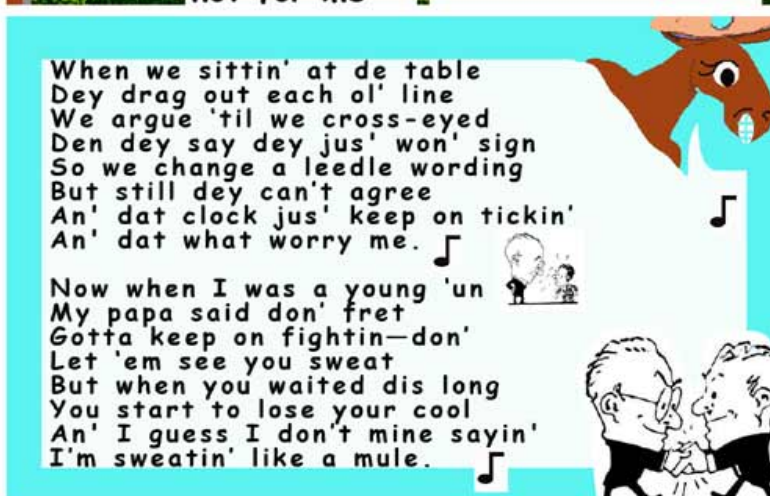 not for me
When we sittin' at de table
Dey drag out each ol' line
We argue 'til we cross-eyed
Den dey say dey jus' won' sign
So we change a leedle wording
But still dey can't agree
An' dat clock jus' keep on tickin'
An' dat what worry me.
Now when I was a young 'un
My papa said don' fret
Gotta keep on fightin—don'
Let 'em see you sweat
But when you waited dis long
You start to lose your cool
An' I guess I don't mine sayin'
I'm sweatin' like a mule.